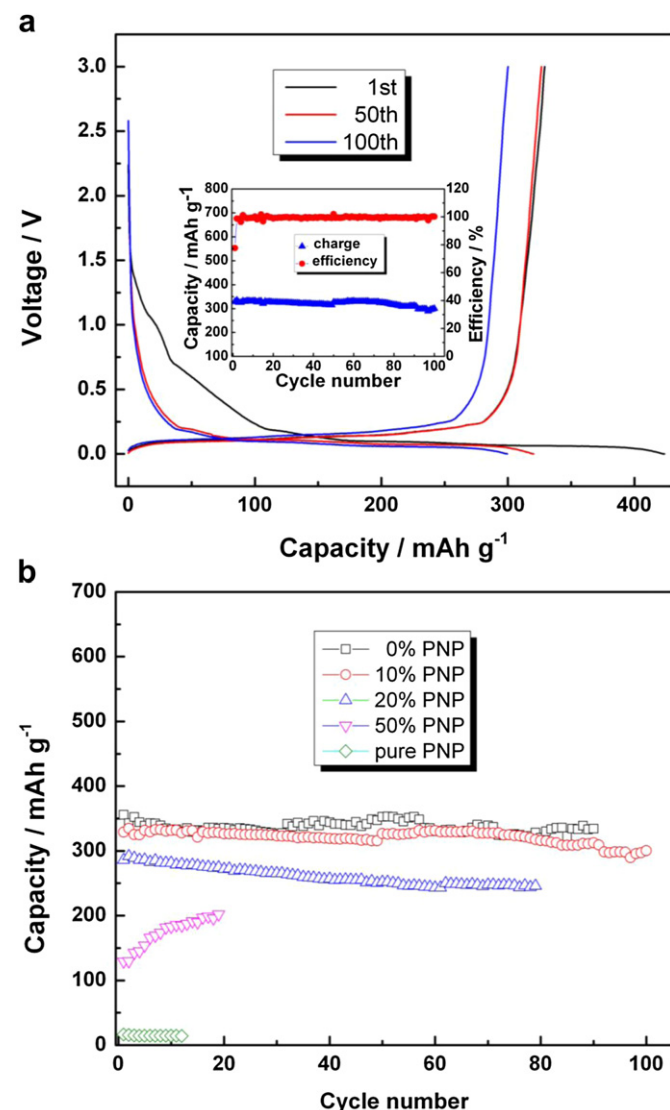 a
3.0
2.5
2.0
1.5
1.0
0.5
0.0
Voltage / V
1st
50th
100th
800
700
600
500
400
300
200
100
Capacity / mAh g-1
120
100
80
60
40
20
0
Efficiency / %
charge
efficiency
0 20 40 60 80 100
Cycle number
0 100 200 300 400
Capacity / mAh g-1
b
700
600
500
400
300
200
100
0
Capacity / mAh g-1
0% PNP
10% PNP
20% PNP
50% PNP
pure PNP
0 20 40 60 80 100
Cycle number